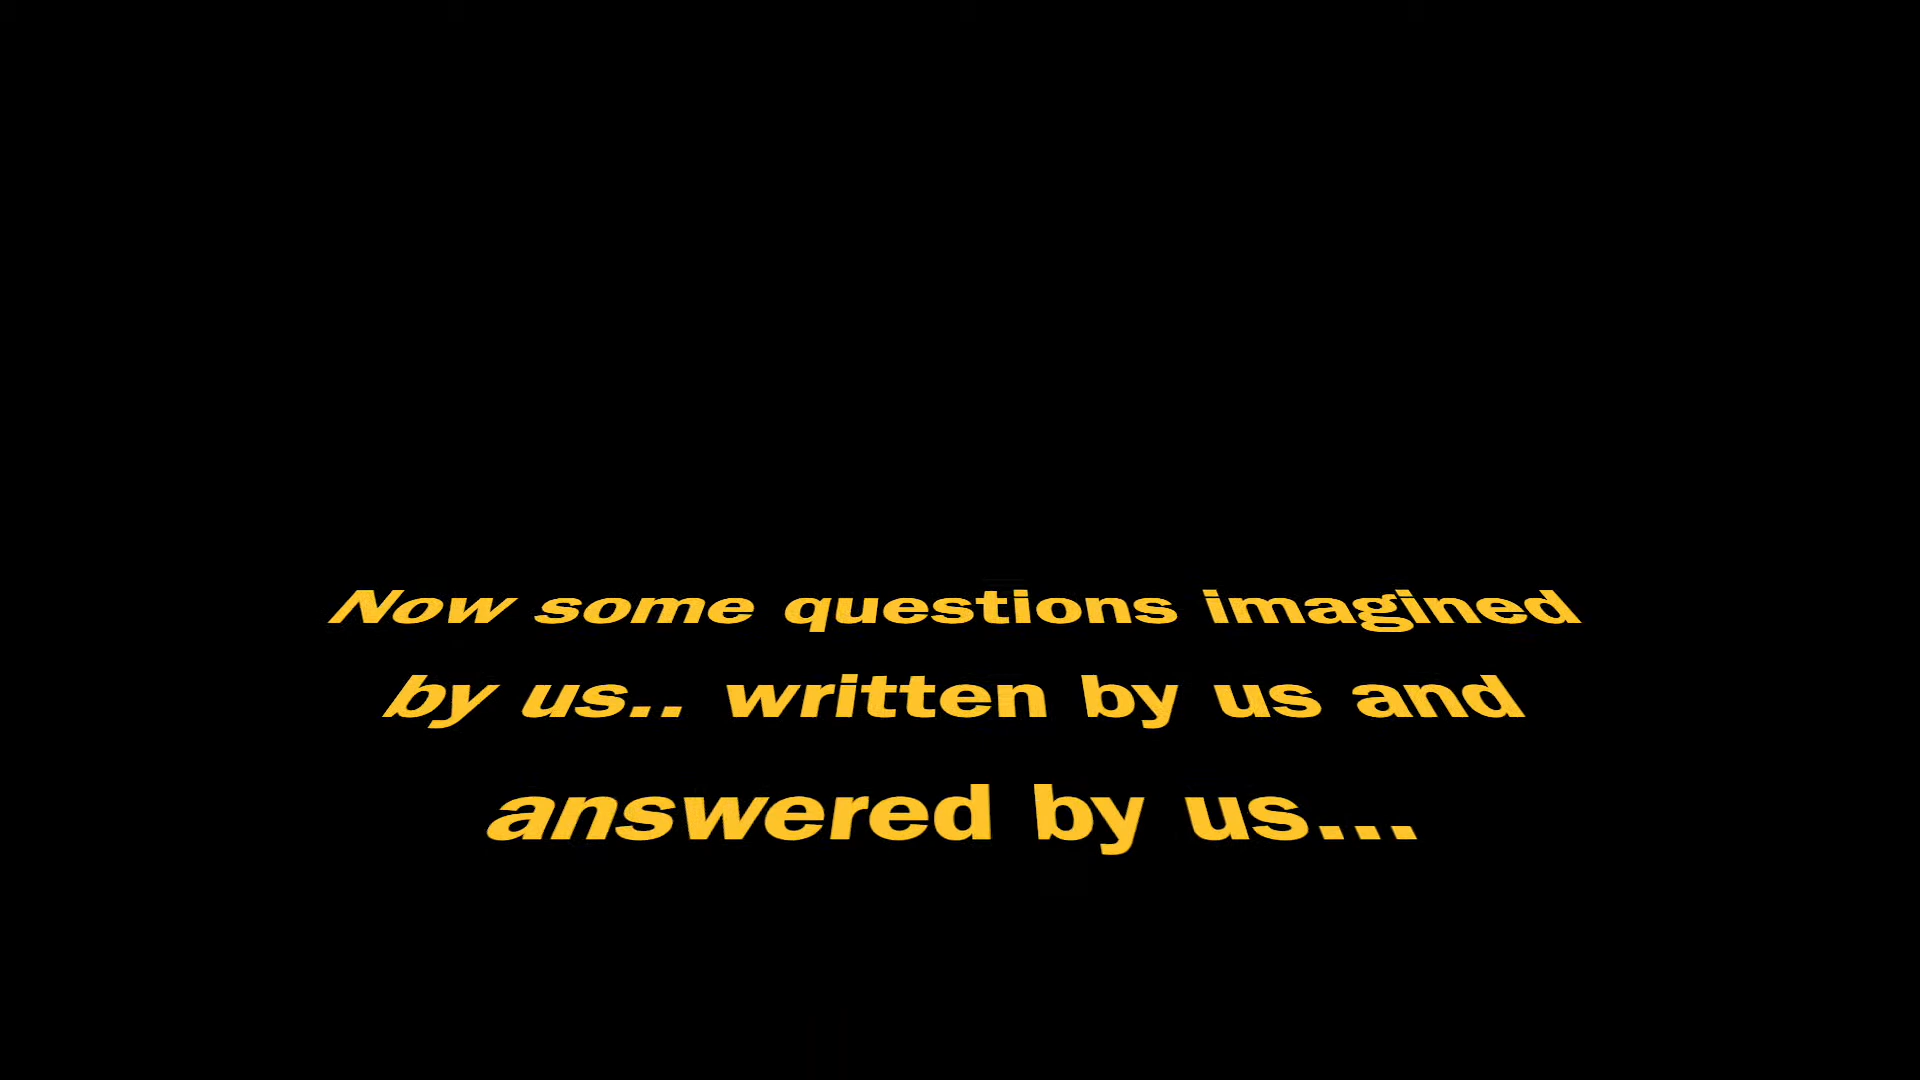 Now some questions imagined
by us.. written by us and
answered by us...